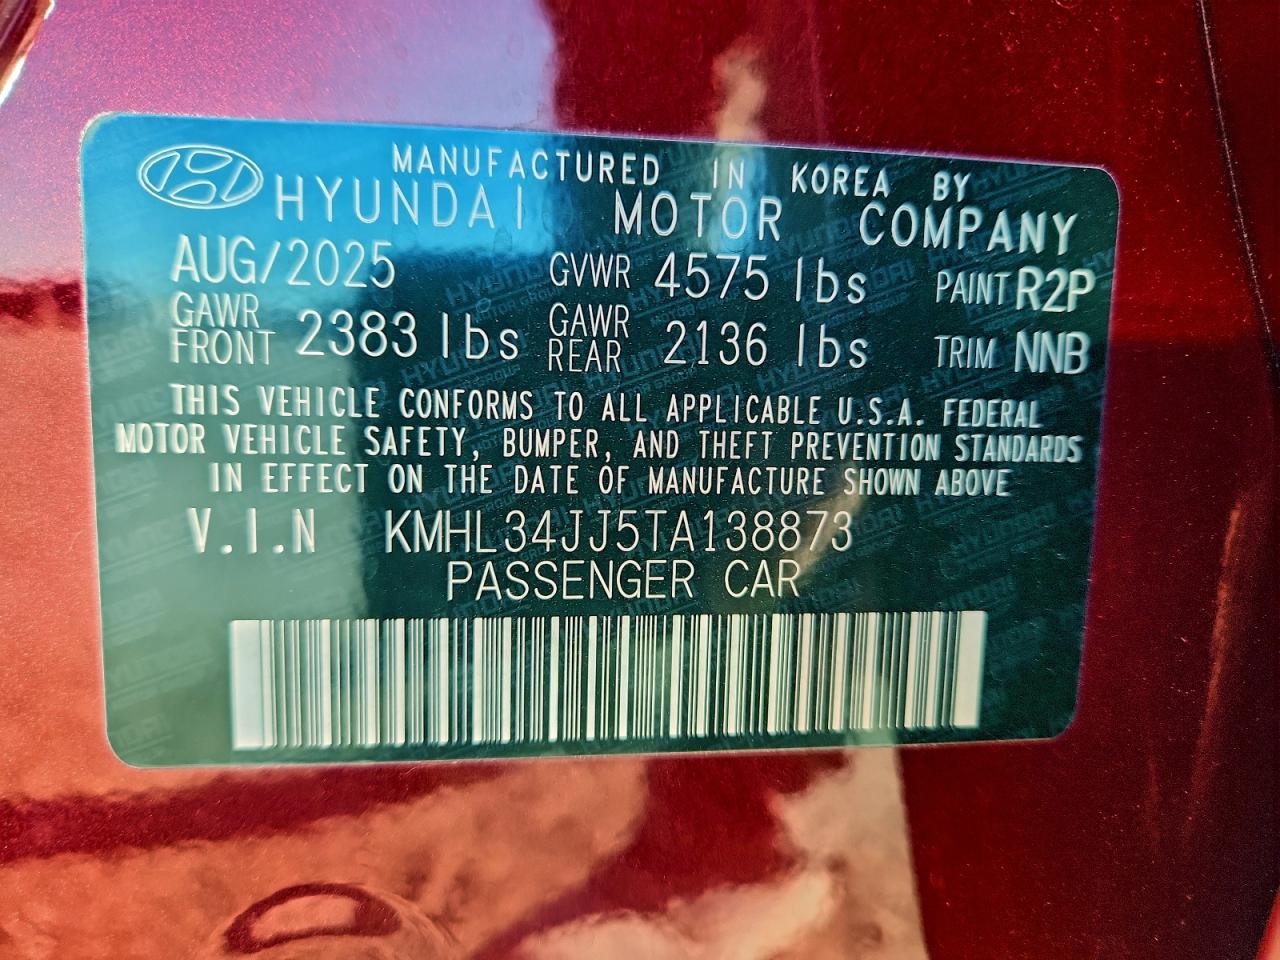 MANUFACTURED IN KOREA BY
HYUNDAI MOTOR COMPANY
AUG/2025 GVWR 4575 lbs PAINT R2P
GAWR FRONT 2383 lbs GAWR REAR 2136 lbs TRIM NNB
THIS VEHICLE CONFORMS TO ALL APPLICABLE U.S.A. FEDERAL
MOTOR VEHICLE SAFETY, BUMPER, AND THEFT PREVENTION STANDARDS
IN EFFECT ON THE DATE OF MANUFACTURE SHOWN ABOVE
V.I.N KMHL34JJ5TA138873
PASSENGER CAR